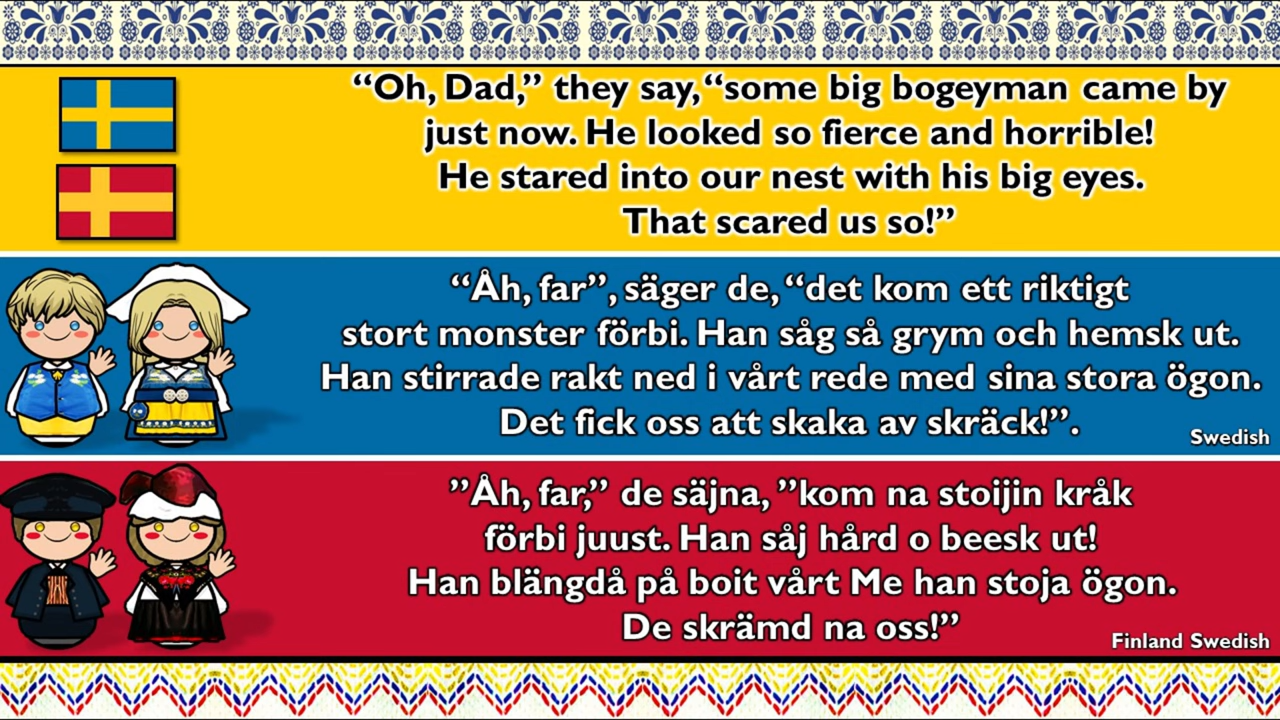 “Oh, Dad,” they say, “some big bogeyman came by
just now. He looked so fierce and horrible!
He stared into our nest with his big eyes.
That scared us so!”
“Åh, far”, säger de, “det kom ett riktigt
stort monster förbi. Han såg så grym och hemsk ut.
Han stirrade rakt ned i vårt rede med sina stora ögon.
Det fick oss att skaka av skräck!”.
Swedish
”Åh, far,” de säjna, ”kom na stoijin kråk
förbi juust. Han såj hård o beesk ut!
Han blängdå på boit vårt Me han stoja ögon.
De skrämd na oss!”
Finland Swedish